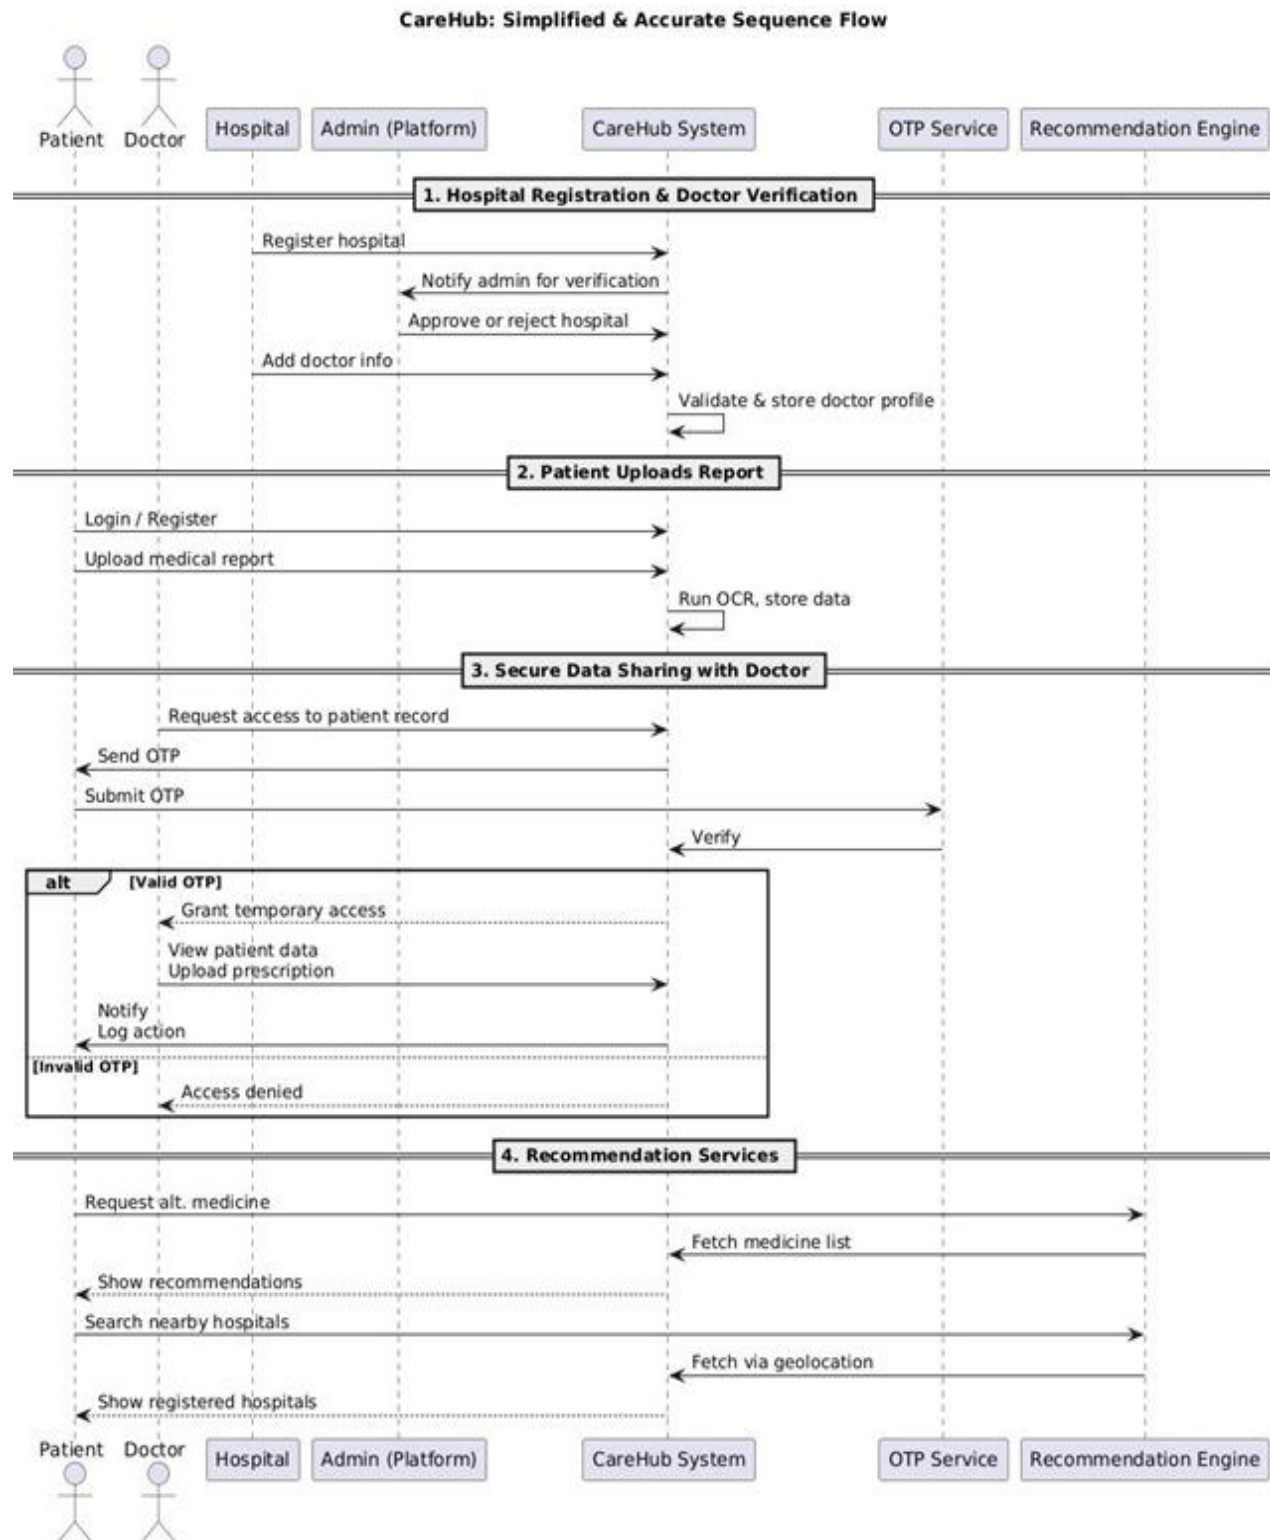 CareHub: Simplified & Accurate Sequence Flow
Patient
Doctor
Hospital
Admin (Platform)
CareHub System
OTP Service
Recommendation Engine
1. Hospital Registration & Doctor Verification
Register hospital
Notify admin for verification
Approve or reject hospital
Add doctor info
Validate & store doctor profile
2. Patient Uploads Report
Login / Register
Upload medical report
Run OCR, store data
3. Secure Data Sharing with Doctor
Request access to patient record
Send OTP
Submit OTP
Verify
alt
[Valid OTP]
Grant temporary access
View patient data
Upload prescription
Notify
Log action
[Invalid OTP]
Access denied
4. Recommendation Services
Request alt. medicine
Fetch medicine list
Show recommendations
Search nearby hospitals
Fetch via geolocation
Show registered hospitals
Patient
Doctor
Hospital
Admin (Platform)
CareHub System
OTP Service
Recommendation Engine